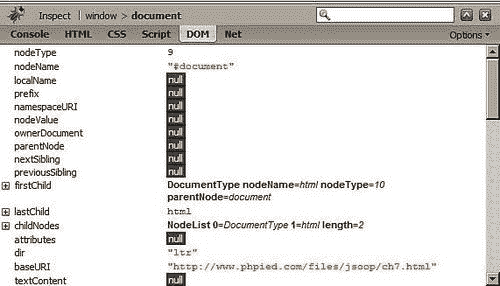 Inspect window > document
Console HTML CSS Script DOM Net Options
nodeType 9
nodeName "#document"
localName null
prefix null
namespaceURI null
nodeValue null
ownerDocument null
parentNode null
nextSibling null
previousSibling null
firstChild DocumentType nodeName=html nodeType=10
parentNode=document
lastChild html
childNodes NodeList 0=DocumentType 1=html length=2
attributes null
dir "ltr"
baseURI "http://www.phpied.com/files/jsoop/ch7.html"
textContent null